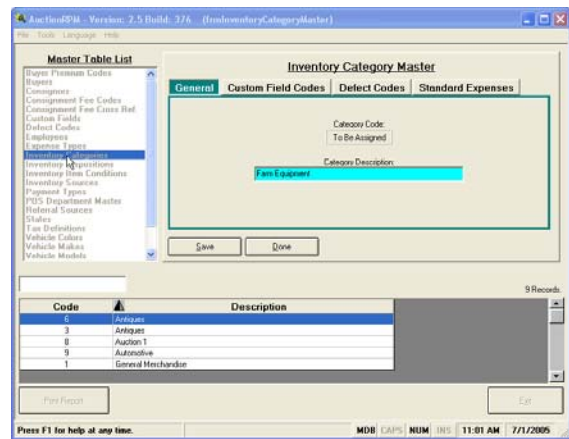 AuctionRPM - Version: 2.5 Build: 376 (frmInventoryCategoryMaster)
File Tools Language Help
Master Table List
Buyer Premium Codes
Buyers
Consignors
Consignment Fee Codes
Consignment Fee Cross Ref.
Custom Fields
Defect Codes
Employees
Expense Types
Inventory Categories
Inventory Dispositions
Inventory Item Conditions
Inventory Sources
Payment Types
POS Department Master
Referral Sources
States
Tax Definitions
Vehicle Colors
Vehicle Makes
Vehicle Models
Inventory Category Master
General Custom Field Codes Defect Codes Standard Expenses
Category Code:
To Be Assigned
Category Description:
Farm Equipment
Save Done
9 Records.
Code Description
6 Antiques
3 Antiques
8 Auction 1
9 Automotive
1 General Merchandise
Print Report Exit
Press F1 for help at any time. MDB CAPS NUM INS 11:01 AM 7/1/2005